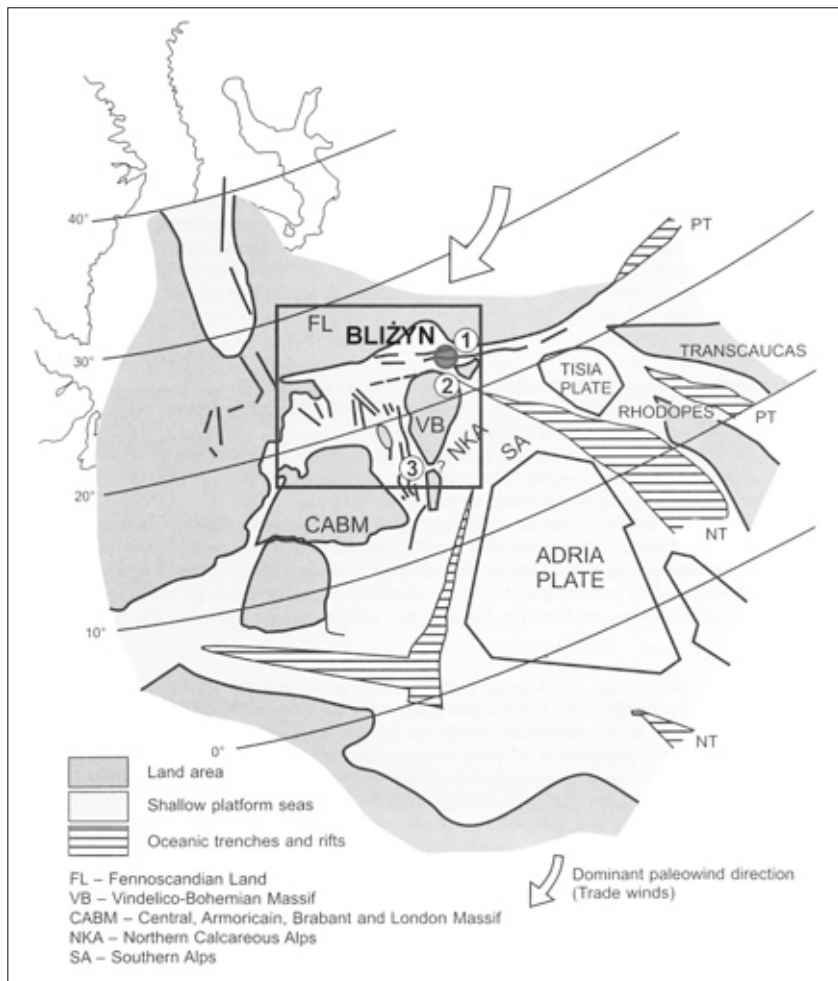 40°
PT
FL
BLIŻYN
1
30°
TRANSCAUCAS
TISIA
PLATE
2
RHODOPES
PT
VB
NKA
SA
3
20°
CABM
NT
ADRIA
PLATE
10°
NT
0°
Land area
Shallow platform seas
Oceanic trenches and rifts
FL – Fennoscandian Land
VB – Vindelico-Bohemian Massif
CABM – Central, Armoricain, Brabant and London Massif
NKA – Northern Calcareous Alps
SA – Southern Alps
Dominant paleowind direction
(Trade winds)